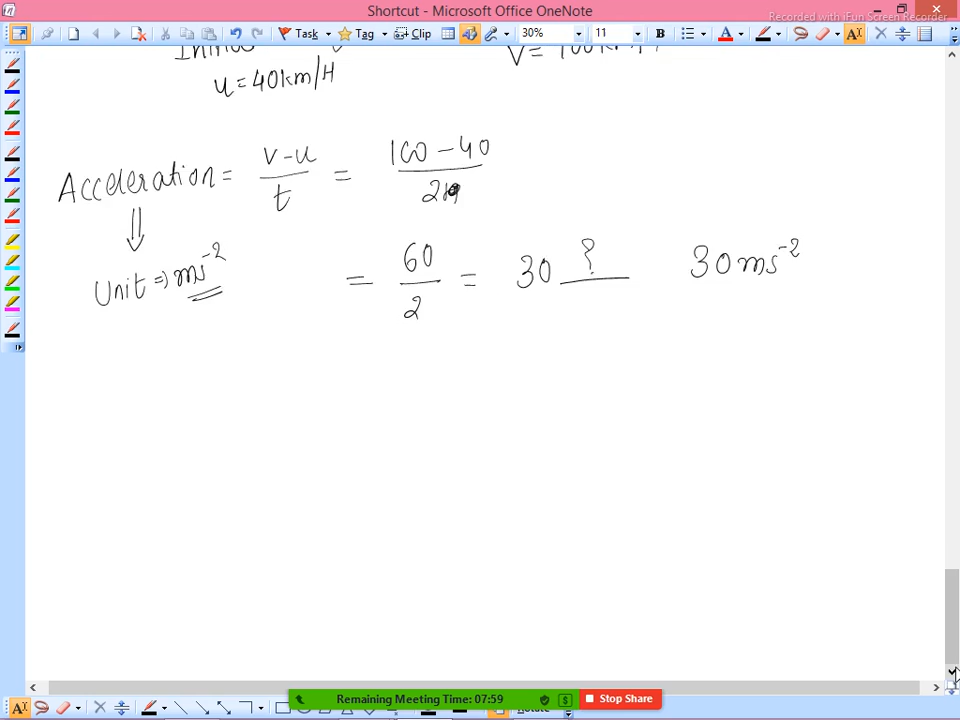 Shortcut - Microsoft Office OneNote
Recorded with iFun Screen Recorder
Task Tag Clip 30% 11 B A
u = 40km/H
Acceleration = v-u/t = 100-40/2
Unit => ms⁻² = 60/2 = 30 ? 30ms⁻²
Remaining Meeting Time: 07:59
Stop Share